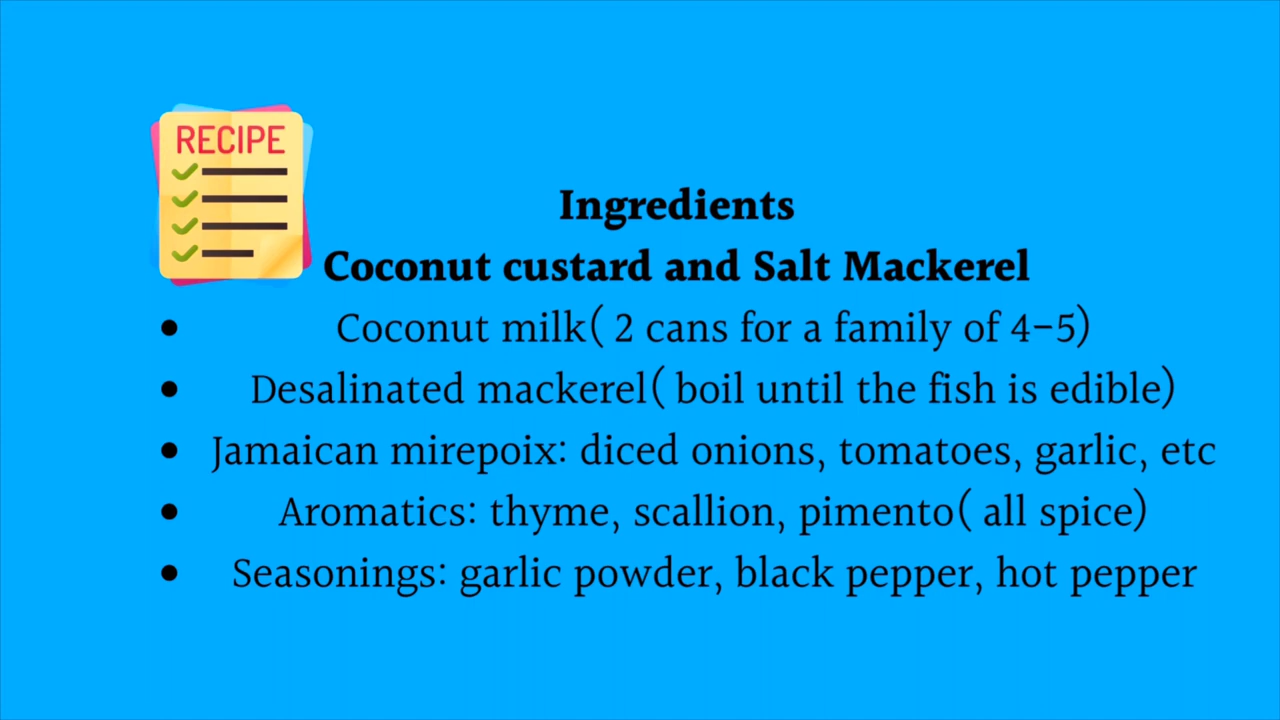 RECIPE
Ingredients
Coconut custard and Salt Mackerel
• Coconut milk( 2 cans for a family of 4-5)
• Desalinated mackerel( boil until the fish is edible)
• Jamaican mirepoix: diced onions, tomatoes, garlic, etc
• Aromatics: thyme, scallion, pimento( all spice)
• Seasonings: garlic powder, black pepper, hot pepper